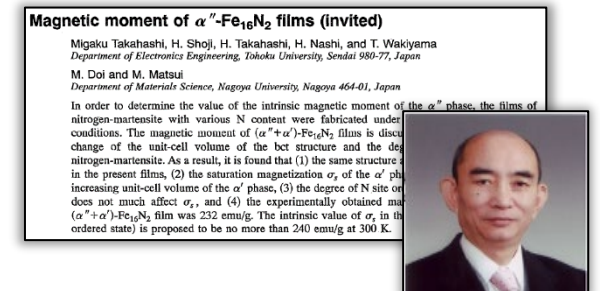 Magnetic moment of α″-Fe16N2 films (invited)
Migaku Takahashi, H. Shoji, H. Takahashi, H. Nashi, and T. Wakiyama
Department of Electronics Engineering, Tohoku University, Sendai 980-77, Japan
M. Doi and M. Matsui
Department of Materials Science, Nagoya University, Nagoya 464-01, Japan
In order to determine the value of the intrinsic magnetic moment of the α″ phase, the films of
nitrogen-martensite with various N content were fabricated under
conditions. The magnetic moment of (α″+α′)-Fe16N2 films is discu
change of the unit-cell volume of the bct structure and the deg
nitrogen-martensite. As a result, it is found that (1) the same structure
in the present films, (2) the saturation magnetization σs of the α′ ph
increasing unit-cell volume of the α′ phase, (3) the degree of N site or
does not much affect σs, and (4) the experimentally obtained ma
(α″+α′)-Fe16N2 film was 232 emu/g. The intrinsic value of σs in th
ordered state) is proposed to be no more than 240 emu/g at 300 K.